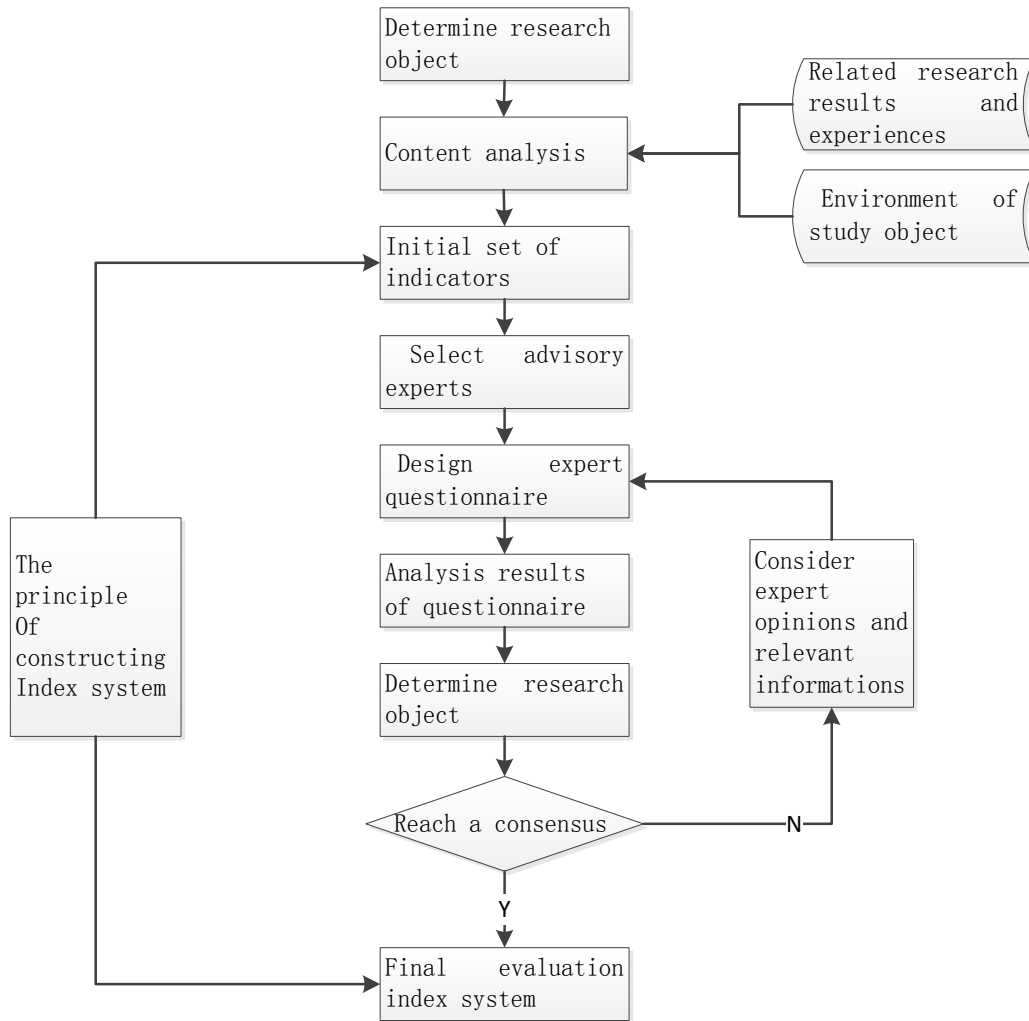 Determine research
object
Related research
results and
experiences
Content analysis
Environment of
study object
Initial set of
indicators
Select advisory
experts
Design expert
questionnaire
The
principle
Of
constructing
Index system
Analysis results
of questionnaire
Consider
expert
opinions and
relevant
informations
Determine research
object
Reach a consensus
N
Y
Final evaluation
index system